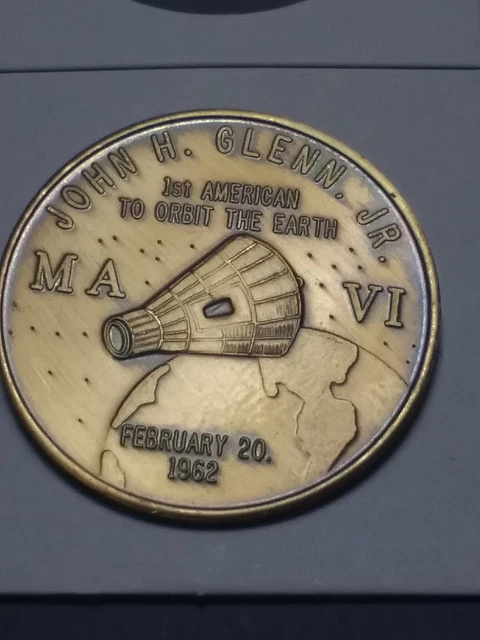 JOHN H. GLENN, JR.
1st AMERICAN
TO ORBIT THE EARTH
MA VI
FEBRUARY 20,
1962